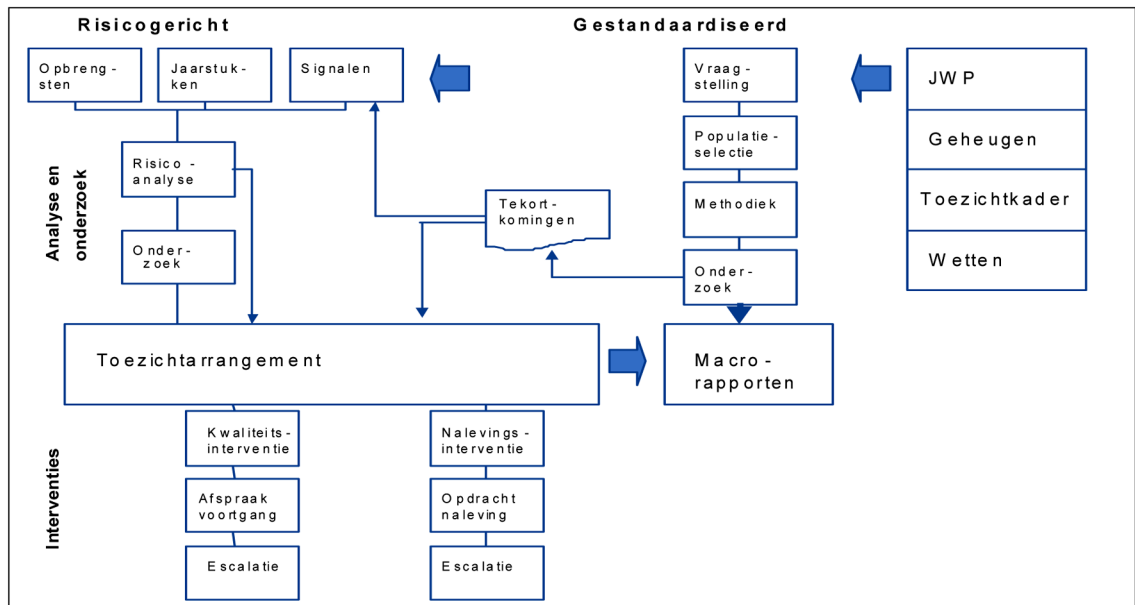 Risicogericht
Gestandaardiseerd
Opbreng-
sten
Jaarstuk-
ken
Signalen
Vraag-
stelling
JWP
Geheugen
Toezichtkader
Wetten
Analyse en
onderzoek
Risico-
analyse
Onder-
zoek
Tekort-
komingen
Populatie-
selectie
Methodiek
Onder-
zoek
Toezichtarrangement
Macro-
rapporten
Interventies
Kwaliteits-
interventie
Afspraak
voortgang
Escalatie
Nalevings-
interventie
Opdracht
naleving
Escalatie